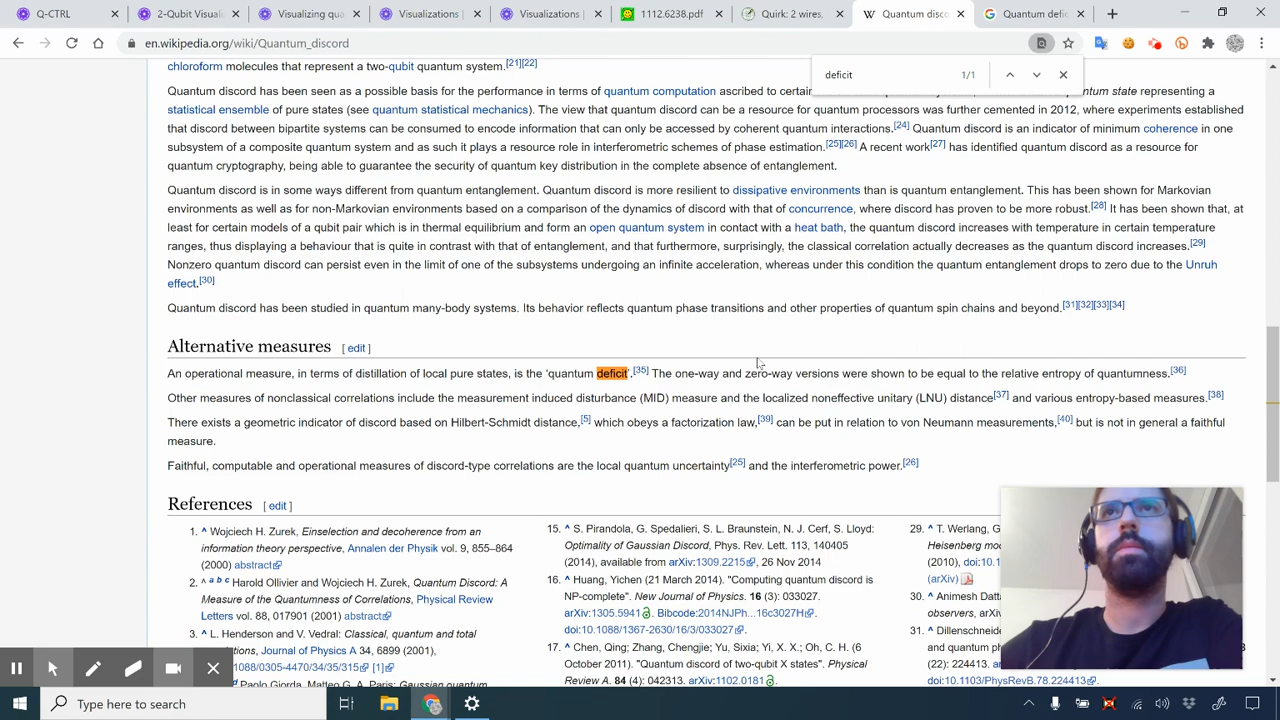 Q-CTRL
2-Qubit Visuali
Visualizing qua
Visualizations |
Visualizations |
1112.6238.pdf
Quirk: 2 wires,
Quantum disco
Quantum defic
en.wikipedia.org/wiki/Quantum_discord
deficit 1/1
chloroform molecules that represent a two-qubit quantum system.[21][22]
Quantum discord has been seen as a possible basis for the performance in terms of quantum computation ascribed to certain
quantum state representing a
statistical ensemble of pure states (see quantum statistical mechanics). The view that quantum discord can be a resource for quantum processors was further cemented in 2012, where experiments established
that discord between bipartite systems can be consumed to encode information that can only be accessed by coherent quantum interactions.[24] Quantum discord is an indicator of minimum coherence in one
subsystem of a composite quantum system and as such it plays a resource role in interferometric schemes of phase estimation.[25][26] A recent work[27] has identified quantum discord as a resource for
quantum cryptography, being able to guarantee the security of quantum key distribution in the complete absence of entanglement.
Quantum discord is in some ways different from quantum entanglement. Quantum discord is more resilient to dissipative environments than is quantum entanglement. This has been shown for Markovian
environments as well as for non-Markovian environments based on a comparison of the dynamics of discord with that of concurrence, where discord has proven to be more robust.[28] It has been shown that, at
least for certain models of a qubit pair which is in thermal equilibrium and form an open quantum system in contact with a heat bath, the quantum discord increases with temperature in certain temperature
ranges, thus displaying a behaviour that is quite in contrast with that of entanglement, and that furthermore, surprisingly, the classical correlation actually decreases as the quantum discord increases.[29]
Nonzero quantum discord can persist even in the limit of one of the subsystems undergoing an infinite acceleration, whereas under this condition the quantum entanglement drops to zero due to the Unruh
effect.[30]
Quantum discord has been studied in quantum many-body systems. Its behavior reflects quantum phase transitions and other properties of quantum spin chains and beyond.[31][32][33][34]
Alternative measures [ edit ]
An operational measure, in terms of distillation of local pure states, is the 'quantum deficit'.[35] The one-way and zero-way versions were shown to be equal to the relative entropy of quantumness.[36]
Other measures of nonclassical correlations include the measurement induced disturbance (MID) measure and the localized noneffective unitary (LNU) distance[37] and various entropy-based measures.[38]
There exists a geometric indicator of discord based on Hilbert-Schmidt distance,[5] which obeys a factorization law,[39] can be put in relation to von Neumann measurements,[40] but is not in general a faithful
measure.
Faithful, computable and operational measures of discord-type correlations are the local quantum uncertainty[25] and the interferometric power.[26]
References [ edit ]
1. ^ Wojciech H. Zurek, Einselection and decoherence from an
information theory perspective, Annalen der Physik vol. 9, 855–864
(2000) abstract
2. ^ a b c Harold Ollivier and Wojciech H. Zurek, Quantum Discord: A
Measure of the Quantumness of Correlations, Physical Review
Letters vol. 88, 017901 (2001) abstract
3. ^ L. Henderson and V. Vedral: Classical, quantum and total
tions, Journal of Physics A 34, 6899 (2001),
1088/0305-4470/34/35/315 [1]
d Paolo Giorda, Matteo G. A. Paris: Gaussian quantum
15. ^ S. Pirandola, G. Spedalieri, S. L. Braunstein, N. J. Cerf, S. Lloyd:
Optimality of Gaussian Discord, Phys. Rev. Lett. 113, 140405
(2014), available from arXiv:1309.2215, 26 Nov 2014
16. ^ Huang, Yichen (21 March 2014). "Computing quantum discord is
NP-complete". New Journal of Physics. 16 (3): 033027.
arXiv:1305.5941. Bibcode:2014NJPh...16c3027H.
doi:10.1088/1367-2630/16/3/033027.
17. ^ Chen, Qing; Zhang, Chengjie; Yu, Sixia; Yi, X. X.; Oh, C. H. (6
October 2011). "Quantum discord of two-qubit X states". Physical
Review A. 84 (4): 042313. arXiv:1102.0181.
29. ^ T. Werlang, G
Heisenberg mod
(2010), doi:10.1
(arXiv)
30. ^ Animesh Datt
observers, arXiv
31. ^ Dillenschneide
and quantum ph
(22): 224413. ar
doi:10.1103/PhysRevB.78.224413
Type here to search